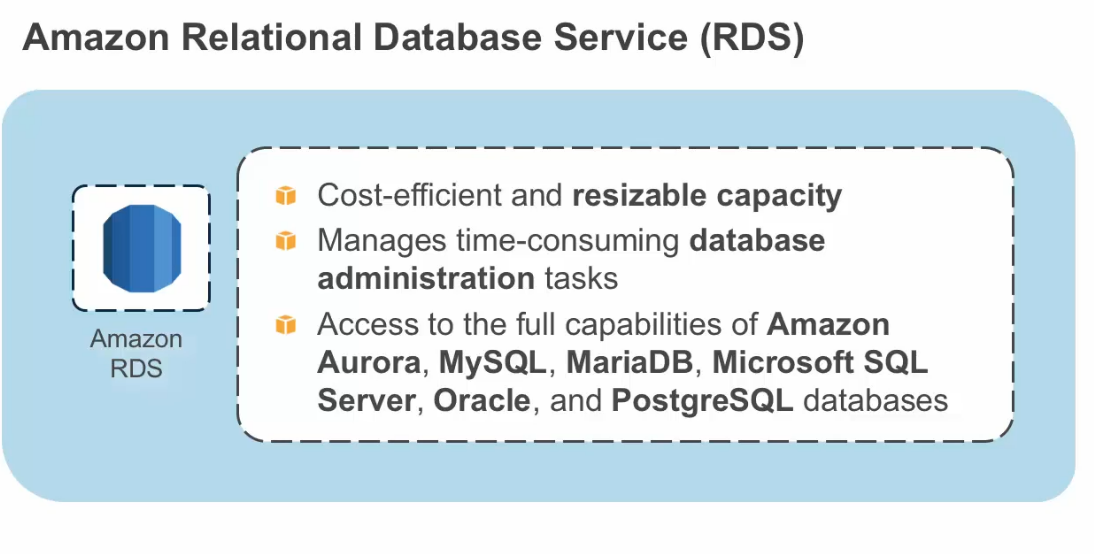 Amazon Relational Database Service (RDS)
Amazon
RDS
Cost-efficient and resizable capacity
Manages time-consuming database
administration tasks
Access to the full capabilities of Amazon
Aurora, MySQL, MariaDB, Microsoft SQL
Server, Oracle, and PostgreSQL databases